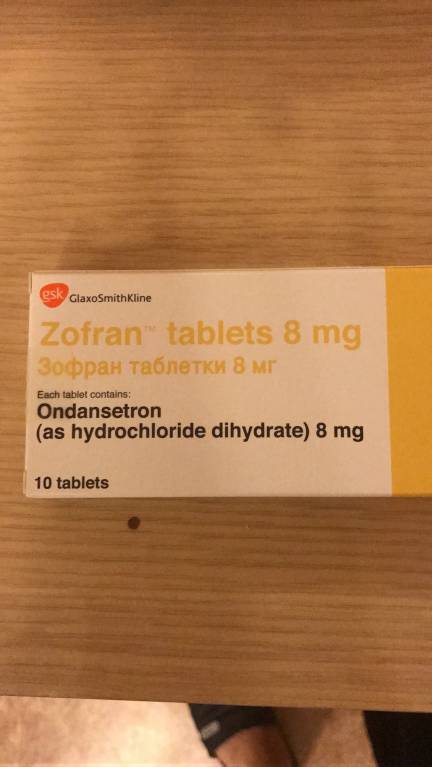 gsk GlaxoSmithKline
Zofran™ tablets 8 mg
Зофран таблетки 8 мг
Each tablet contains:
Ondansetron
(as hydrochloride dihydrate) 8 mg
10 tablets